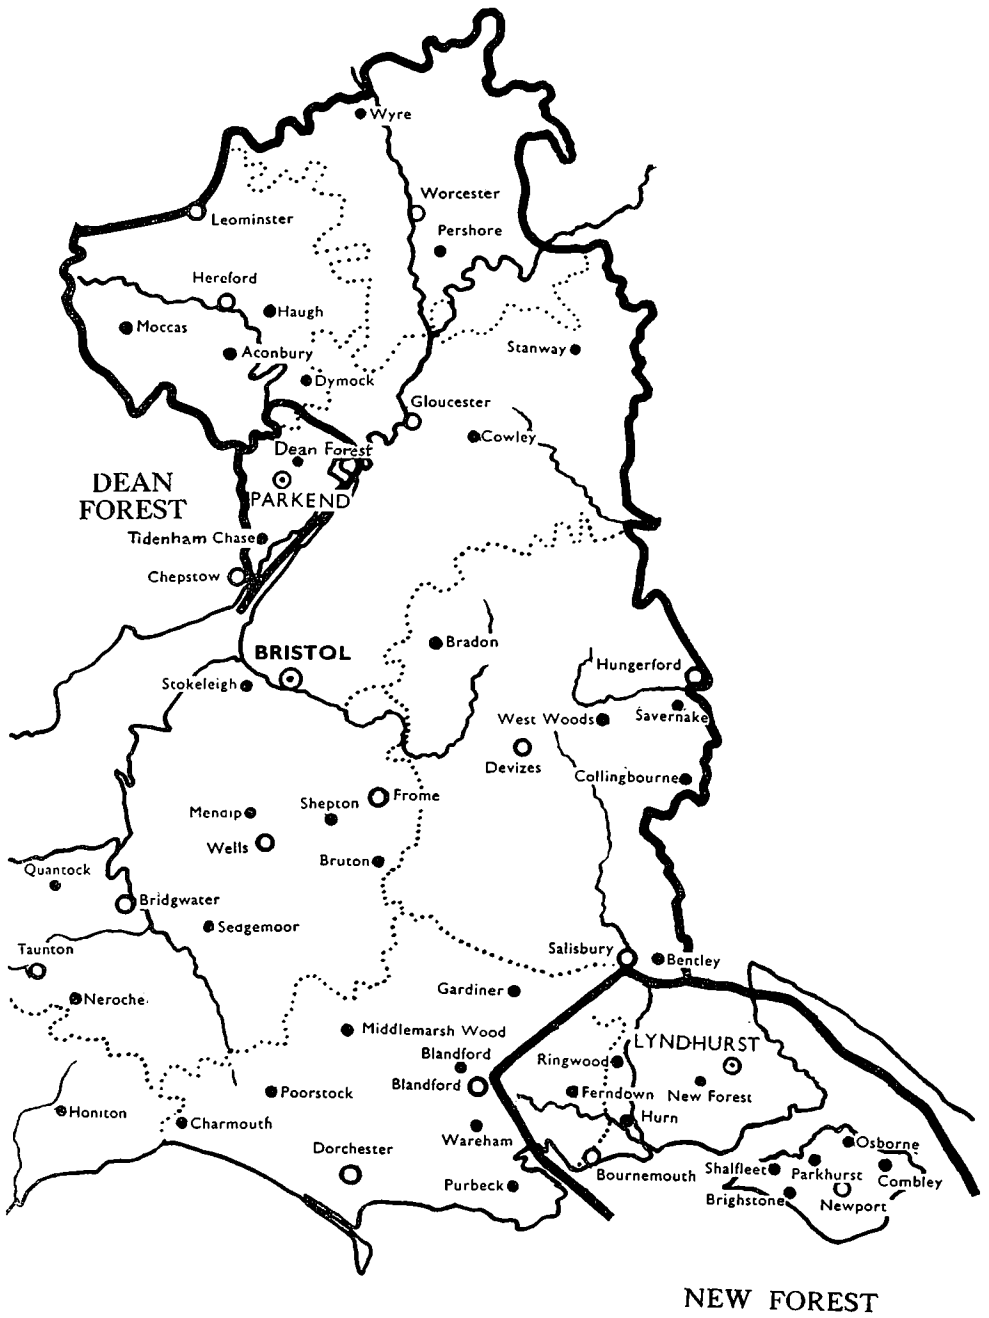 Wyre
Worcester
Leominster
Pershore
Hereford
Haugh
Moccas
Aconbury
Stanway
Dymock
Gloucester
Cowley
Dean Forest
DEAN
FOREST
PARKEND
Tidenham Chase
Chepstow
Bradon
BRISTOL
Hungerford
Stokeleigh
West Woods
Savernake
Devizes
Collingbourne
Shepton
Frome
Mendip
Wells
Bruton
Quantock
Bridgwater
Sedgemoor
Taunton
Salisbury
Bentley
Gardiner
Neroche
Middlemarsh Wood
LYNDHURST
Blandford
Ringwood
Blandford
Poorstock
Ferndown
New Forest
Honiton
Charmouth
Hurn
Wareham
Osborne
Dorchester
Bournemouth
Shalfleet
Parkhurst
Combley
Purbeck
Brighstone
Newport
NEW FOREST